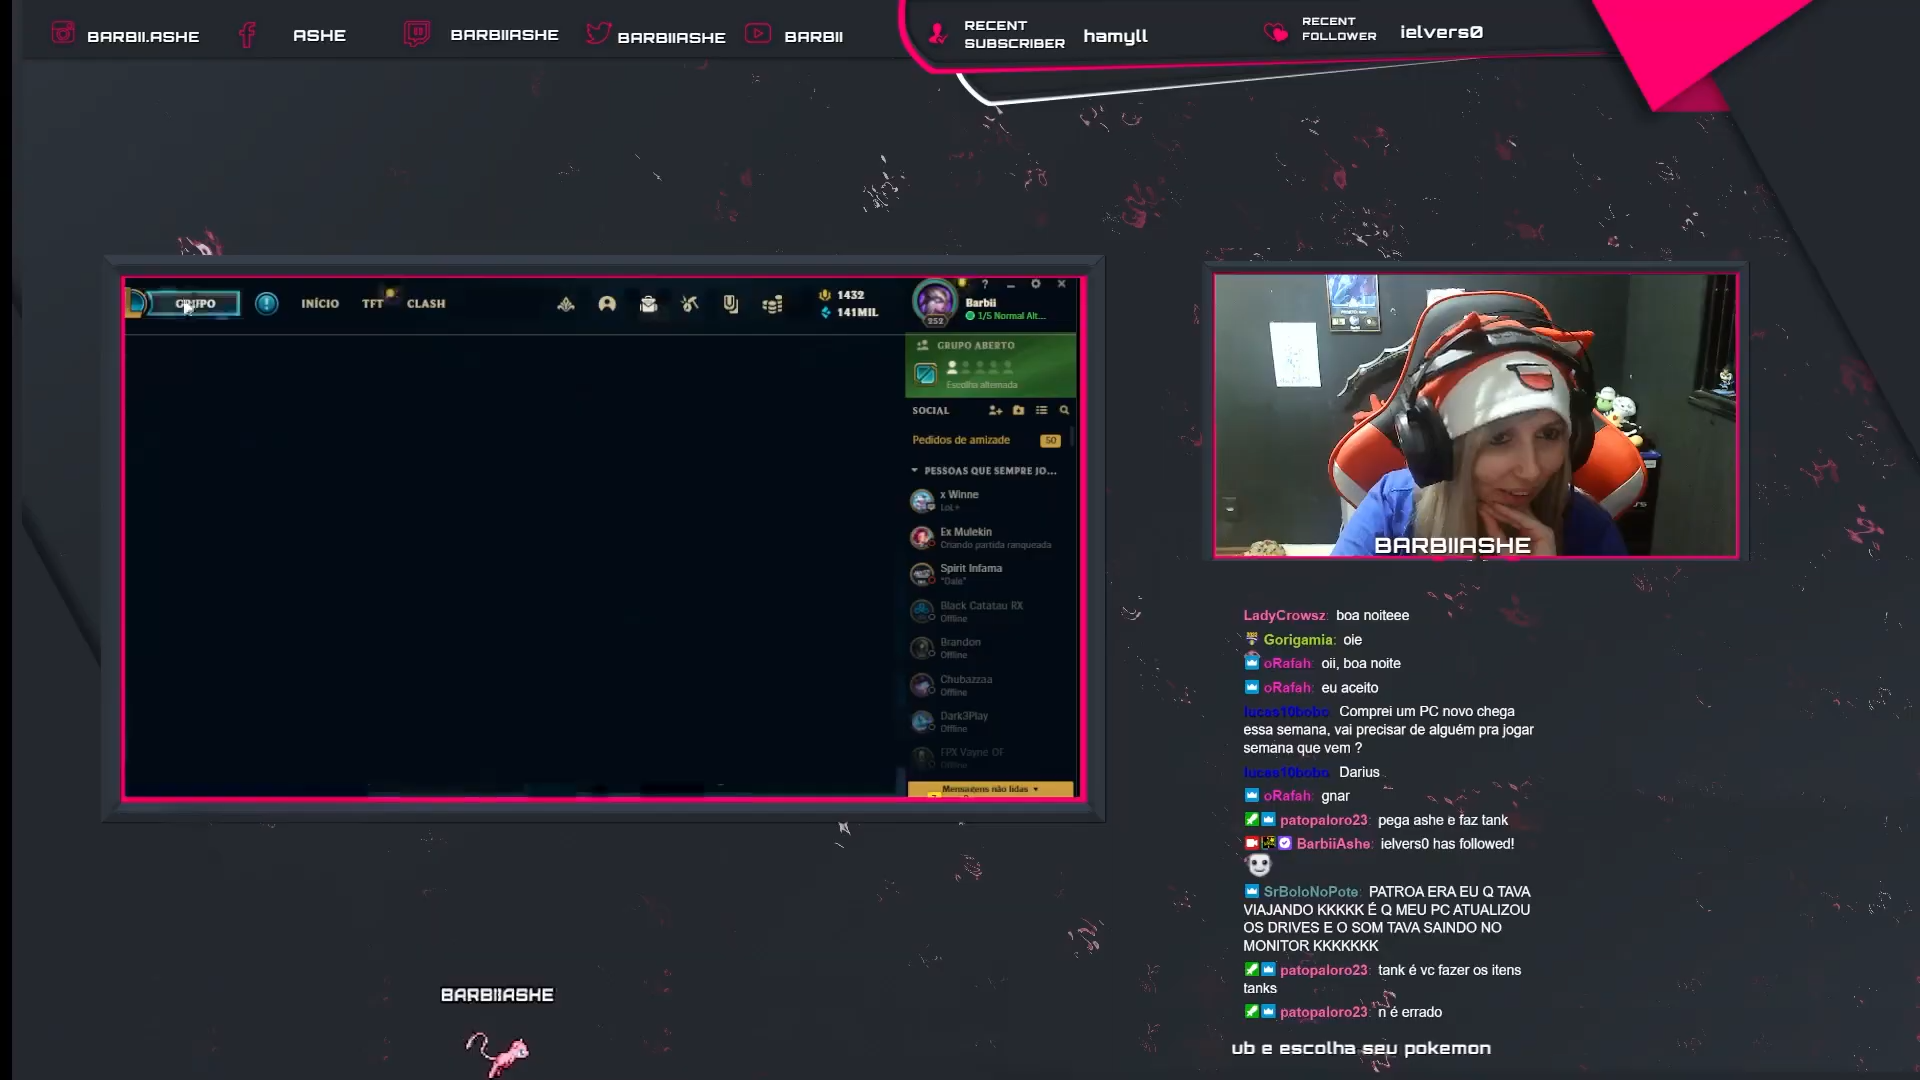 BARBII.ASHE
ASHE
BARBIIASHE
BARBIIASHE
BARBII
RECENT
SUBSCRIBER
hamyll
RECENT
FOLLOWER
ielvers0
GRUPO
INÍCIO
TFT
CLASH
1432
141MIL
252
Barbii
1/5 Normal Alt...
GRUPO ABERTO
Escolha alternada
SOCIAL
Pedidos de amizade
50
PESSOAS QUE SEMPRE JO...
x Winne
LoL+
Ex Mulekin
Criando partida ranqueada
Spirit Infama
"Dale"
Black Catatau RX
Offline
Brandon
Offline
Chubazzaa
Offline
Dark3Play
Offline
FPX Vayne OF
Offline
Mensagens não lidas
BARBIIASHE
LadyCrowsz: boa noiteee
Gorigamia: oie
oRafah: oii, boa noite
oRafah: eu aceito
lucas10bobo: Comprei um PC novo chega
essa semana, vai precisar de alguém pra jogar
semana que vem ?
lucas10bobo: Darius
oRafah: gnar
patopaloro23: pega ashe e faz tank
BarbiiAshe: ielvers0 has followed!
SrBoloNoPote: PATROA ERA EU Q TAVA
VIAJANDO KKKKK É Q MEU PC ATUALIZOU
OS DRIVES E O SOM TAVA SAINDO NO
MONITOR KKKKKKK
patopaloro23: tank é vc fazer os itens
tanks
patopaloro23: n é errado
ub e escolha seu pokemon
BARBIIASHE